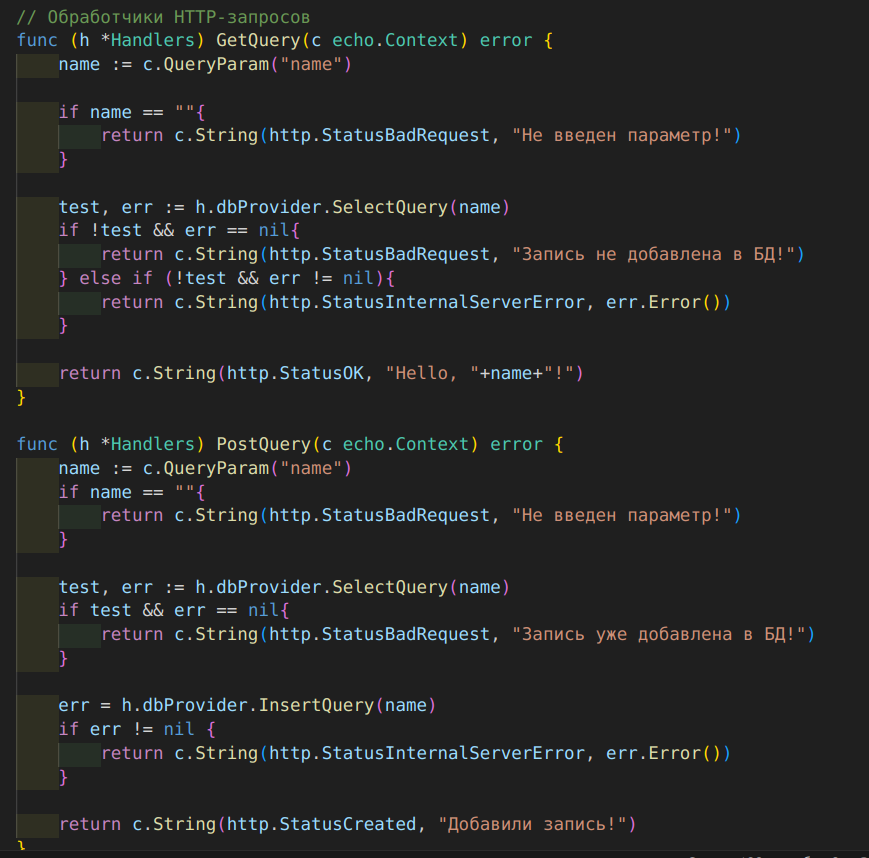 // Обработчики HTTP-запросов
func (h *Handlers) GetQuery(c echo.Context) error {
    name := c.QueryParam("name")

    if name == ""{
        return c.String(http.StatusBadRequest, "Не введен параметр!")
    }

    test, err := h.dbProvider.SelectQuery(name)
    if !test && err == nil{
        return c.String(http.StatusBadRequest, "Запись не добавлена в БД!")
    } else if (!test && err != nil){
        return c.String(http.StatusInternalServerError, err.Error())
    }

    return c.String(http.StatusOK, "Hello, "+name+"!")
}

func (h *Handlers) PostQuery(c echo.Context) error {
    name := c.QueryParam("name")
    if name == ""{
        return c.String(http.StatusBadRequest, "Не введен параметр!")
    }

    test, err := h.dbProvider.SelectQuery(name)
    if test && err == nil{
        return c.String(http.StatusBadRequest, "Запись уже добавлена в БД!")
    }

    err = h.dbProvider.InsertQuery(name)
    if err != nil {
        return c.String(http.StatusInternalServerError, err.Error())
    }

    return c.String(http.StatusCreated, "Добавили запись!")
}